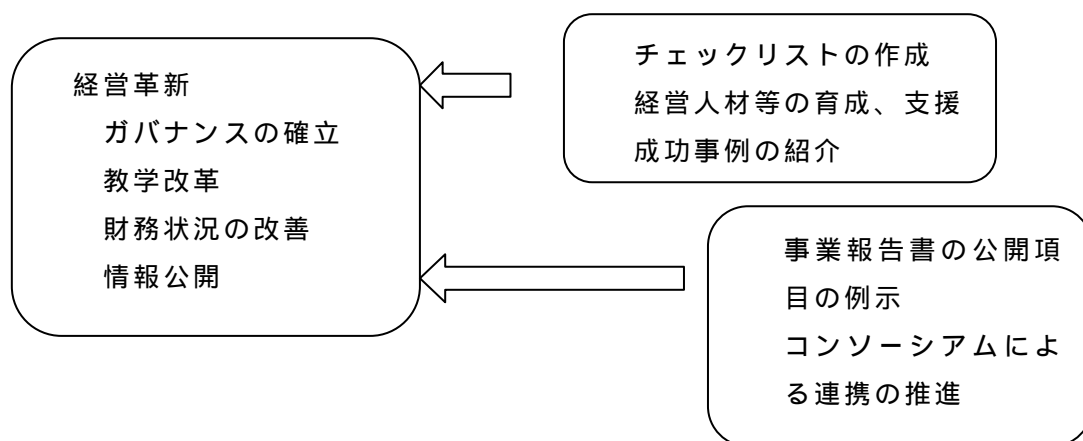 経営革新
ガバナンスの確立
教学改革
財務状況の改善
情報公開
チェックリストの作成
経営人材等の育成、支援
成功事例の紹介
事業報告書の公開項
目の例示
コンソーシアムによ
る連携の推進